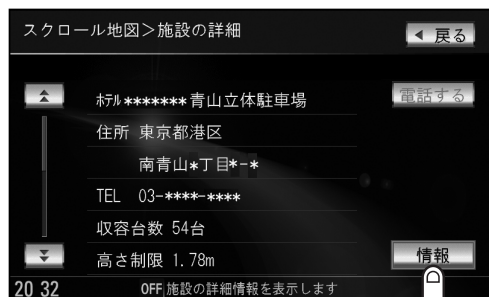 スクロール地図＞施設の詳細
◀ 戻る
ﾎﾃﾙ*******青山立体駐車場
電話する
住所 東京都港区
南青山*丁目*-*
TEL 03-****-****
収容台数 54台
高さ制限 1.78m
情報
20 32
OFF 施設の詳細情報を表示します